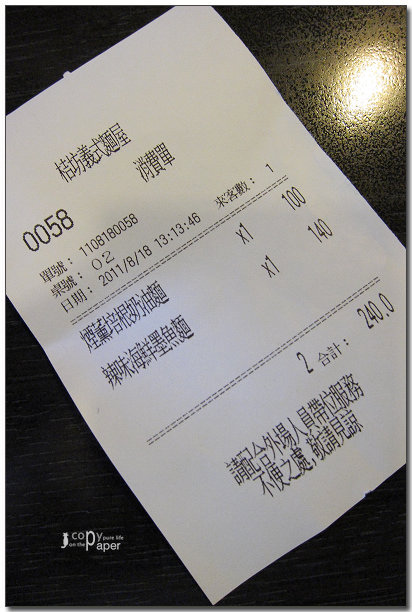 桔坊義式麵屋
消費單
0058
單號: 1108180058
桌號: 02
來客數: 1
日期: 2011/8/18 13:13:46
煙薰培根奶油麵 x1 100
辣味海鮮墨魚麵 x1 140
2 合計: 240.0
請配合外場人員帶位服務
不便之處,敬請見諒
copy pure life
on the Paper